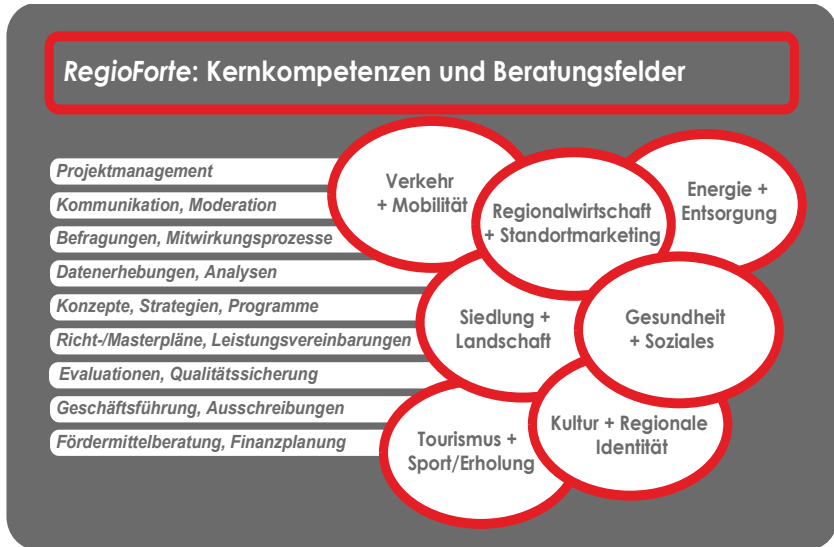 RegioForte: Kernkompetenzen und Beratungsfelder
Projektmanagement
Kommunikation, Moderation
Befragungen, Mitwirkungsprozesse
Datenerhebungen, Analysen
Konzepte, Strategien, Programme
Richt-/Masterpläne, Leistungsvereinbarungen
Evaluationen, Qualitätssicherung
Geschäftsführung, Ausschreibungen
Fördermittelberatung, Finanzplanung
Verkehr
+ Mobilität
Regionalwirtschaft
+ Standortmarketing
Energie +
Entsorgung
Siedlung +
Landschaft
Gesundheit
+ Soziales
Tourismus +
Sport/Erholung
Kultur + Regionale
Identität